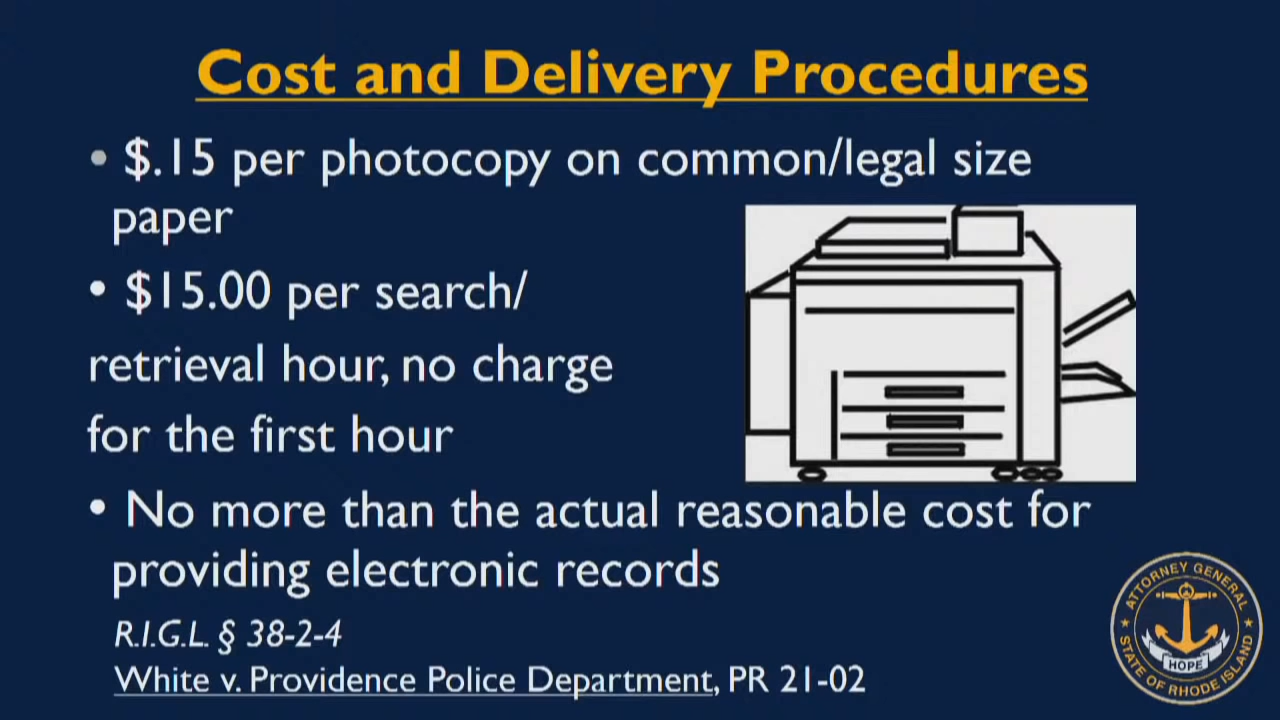 Cost and Delivery Procedures
• $.15 per photocopy on common/legal size
paper
• $15.00 per search/
retrieval hour, no charge
for the first hour
• No more than the actual reasonable cost for
providing electronic records
R.I.G.L. § 38-2-4
White v. Providence Police Department, PR 21-02
ATTORNEY GENERAL
HOPE
STATE OF RHODE ISLAND